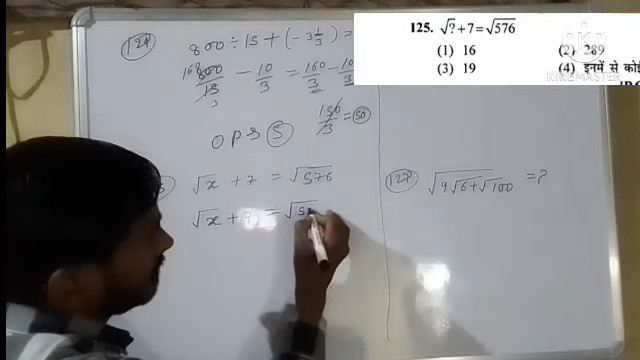 124
800 ÷ 15 + (-3 1/3) =
160 800/15 3 - 10/3 = 160/3 - 10/3
150/3 = 50
OPS 5
√x + 7 = √576
√x + 7 = √5
127 √9√6+√100 = ?
125. √? + 7 = √576
(1) 16 (2) 289
(3) 19 (4) इनमें से
KINEMASTER